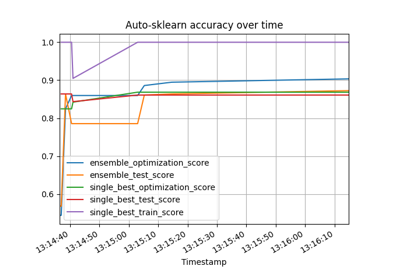 Auto-sklearn accuracy over time
1.0
0.9
0.8
0.7
0.6
ensemble_optimization_score
ensemble_test_score
single_best_optimization_score
single_best_test_score
single_best_train_score
13:14:40
13:14:50
13:15:00
13:15:10
13:15:20
13:15:30
13:15:40
13:15:50
13:16:00
13:16:10
Timestamp